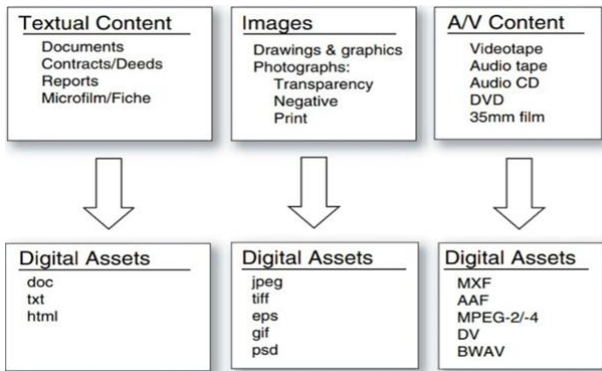 Textual Content
Documents
Contracts/Deeds
Reports
Microfilm/Fiche
Images
Drawings & graphics
Photographs:
Transparency
Negative
Print
A/V Content
Videotape
Audio tape
Audio CD
DVD
35mm film
Digital Assets
doc
txt
html
Digital Assets
jpeg
tiff
eps
gif
psd
Digital Assets
MXF
AAF
MPEG-2/-4
DV
BWAV